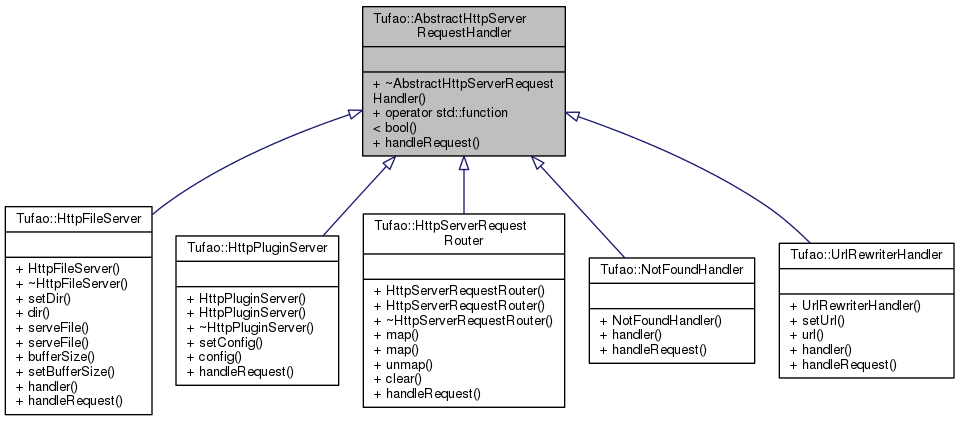 Tufao::AbstractHttpServer
RequestHandler
+ ~AbstractHttpServerRequest
Handler()
+ operator std::function
< bool()
+ handleRequest()
Tufao::HttpFileServer
+ HttpFileServer()
+ ~HttpFileServer()
+ setDir()
+ dir()
+ serveFile()
+ serveFile()
+ bufferSize()
+ setBufferSize()
+ handler()
+ handleRequest()
Tufao::HttpPluginServer
+ HttpPluginServer()
+ HttpPluginServer()
+ ~HttpPluginServer()
+ setConfig()
+ config()
+ handleRequest()
Tufao::HttpServerRequest
Router
+ HttpServerRequestRouter()
+ HttpServerRequestRouter()
+ ~HttpServerRequestRouter()
+ map()
+ map()
+ unmap()
+ clear()
+ handleRequest()
Tufao::NotFoundHandler
+ NotFoundHandler()
+ handler()
+ handleRequest()
Tufao::UrlRewriterHandler
+ UrlRewriterHandler()
+ setUrl()
+ url()
+ handler()
+ handleRequest()